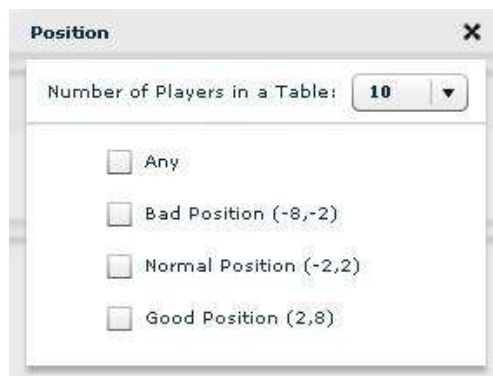 Position
Number of Players in a Table: 10
Any
Bad Position (-8,-2)
Normal Position (-2,2)
Good Position (2,8)